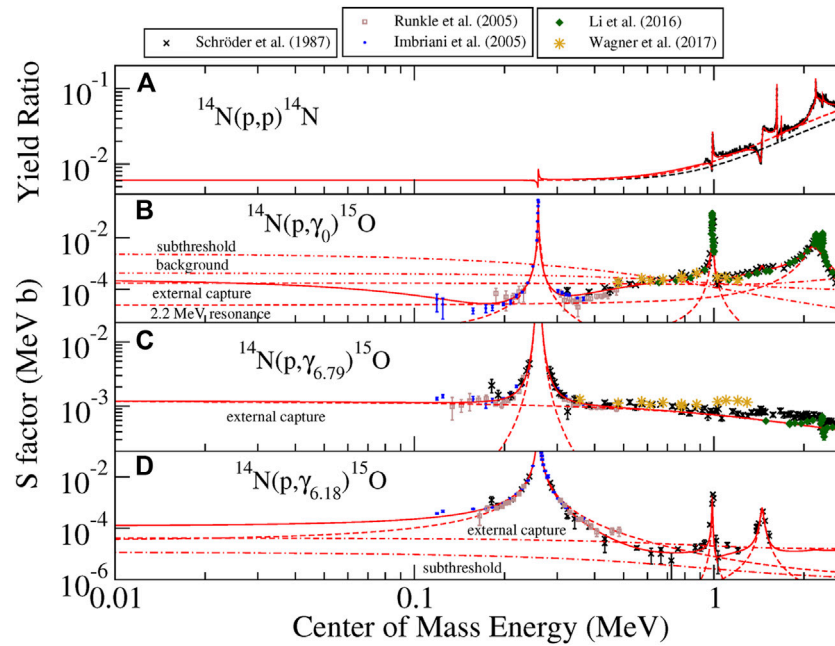 Schröder et al. (1987)
Runkle et al. (2005)
Imbriani et al. (2005)
Li et al. (2016)
Wagner et al. (2017)
A
¹⁴N(p,p)¹⁴N
Yield Ratio
10⁻¹
10⁻²
B
¹⁴N(p,γ₀)¹⁵O
10⁻²
10⁻⁴
subthreshold
background
external capture
2.2 MeV resonance
C
¹⁴N(p,γ₆.₇₉)¹⁵O
10⁻²
10⁻³
external capture
S factor (MeV b)
D
¹⁴N(p,γ₆.₁₈)¹⁵O
10⁻²
10⁻⁴
10⁻⁶
external capture
subthreshold
0.01
0.1
1
Center of Mass Energy (MeV)